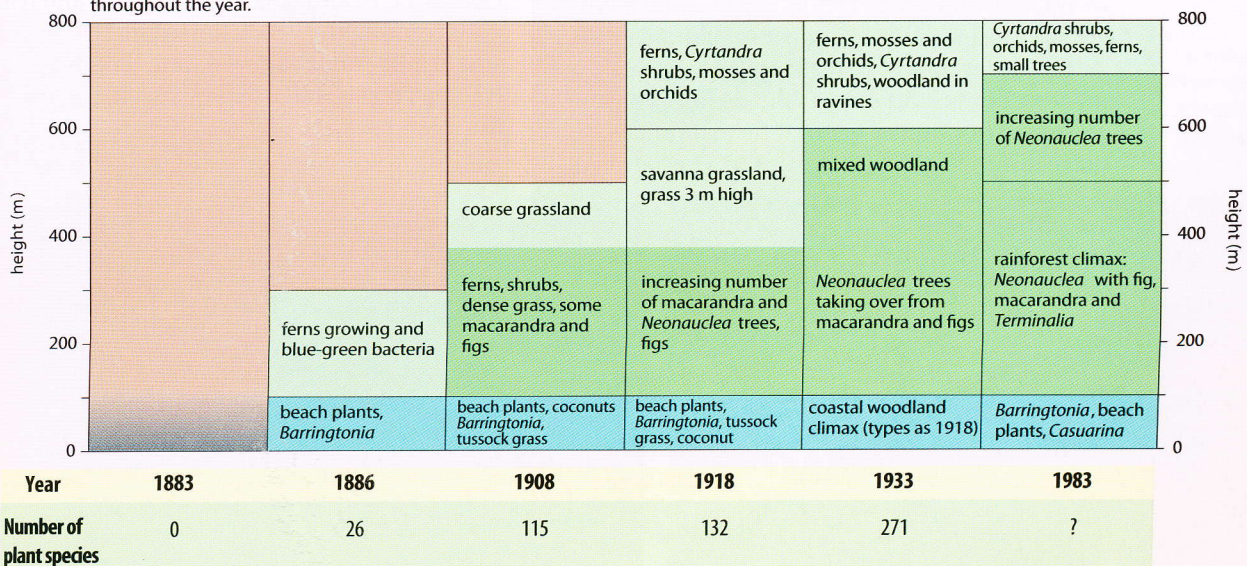 throughout the year.
800
600
400
200
0
height (m)
ferns growing and
blue-green bacteria
beach plants,
Barringtonia
coarse grassland
ferns, shrubs,
dense grass, some
macarandra and
figs
beach plants, coconuts
Barringtonia,
tussock grass
ferns, Cyrtandra
shrubs, mosses and
orchids
savanna grassland,
grass 3 m high
increasing number
of macarandra and
Neonauclea trees,
figs
beach plants,
Barringtonia, tussock
grass, coconut
ferns, mosses and
orchids, Cyrtandra
shrubs, woodland in
ravines
mixed woodland
Neonauclea trees
taking over from
macarandra and figs
coastal woodland
climax (types as 1918)
Cyrtandra shrubs,
orchids, mosses, ferns,
small trees
increasing number
of Neonauclea trees
rainforest climax:
Neonauclea with fig,
macarandra and
Terminalia
Barringtonia, beach
plants, Casuarina
800
600
400
200
0
height (m)
Year 1883 1886 1908 1918 1933 1983
Number of
plant species 0 26 115 132 271 ?